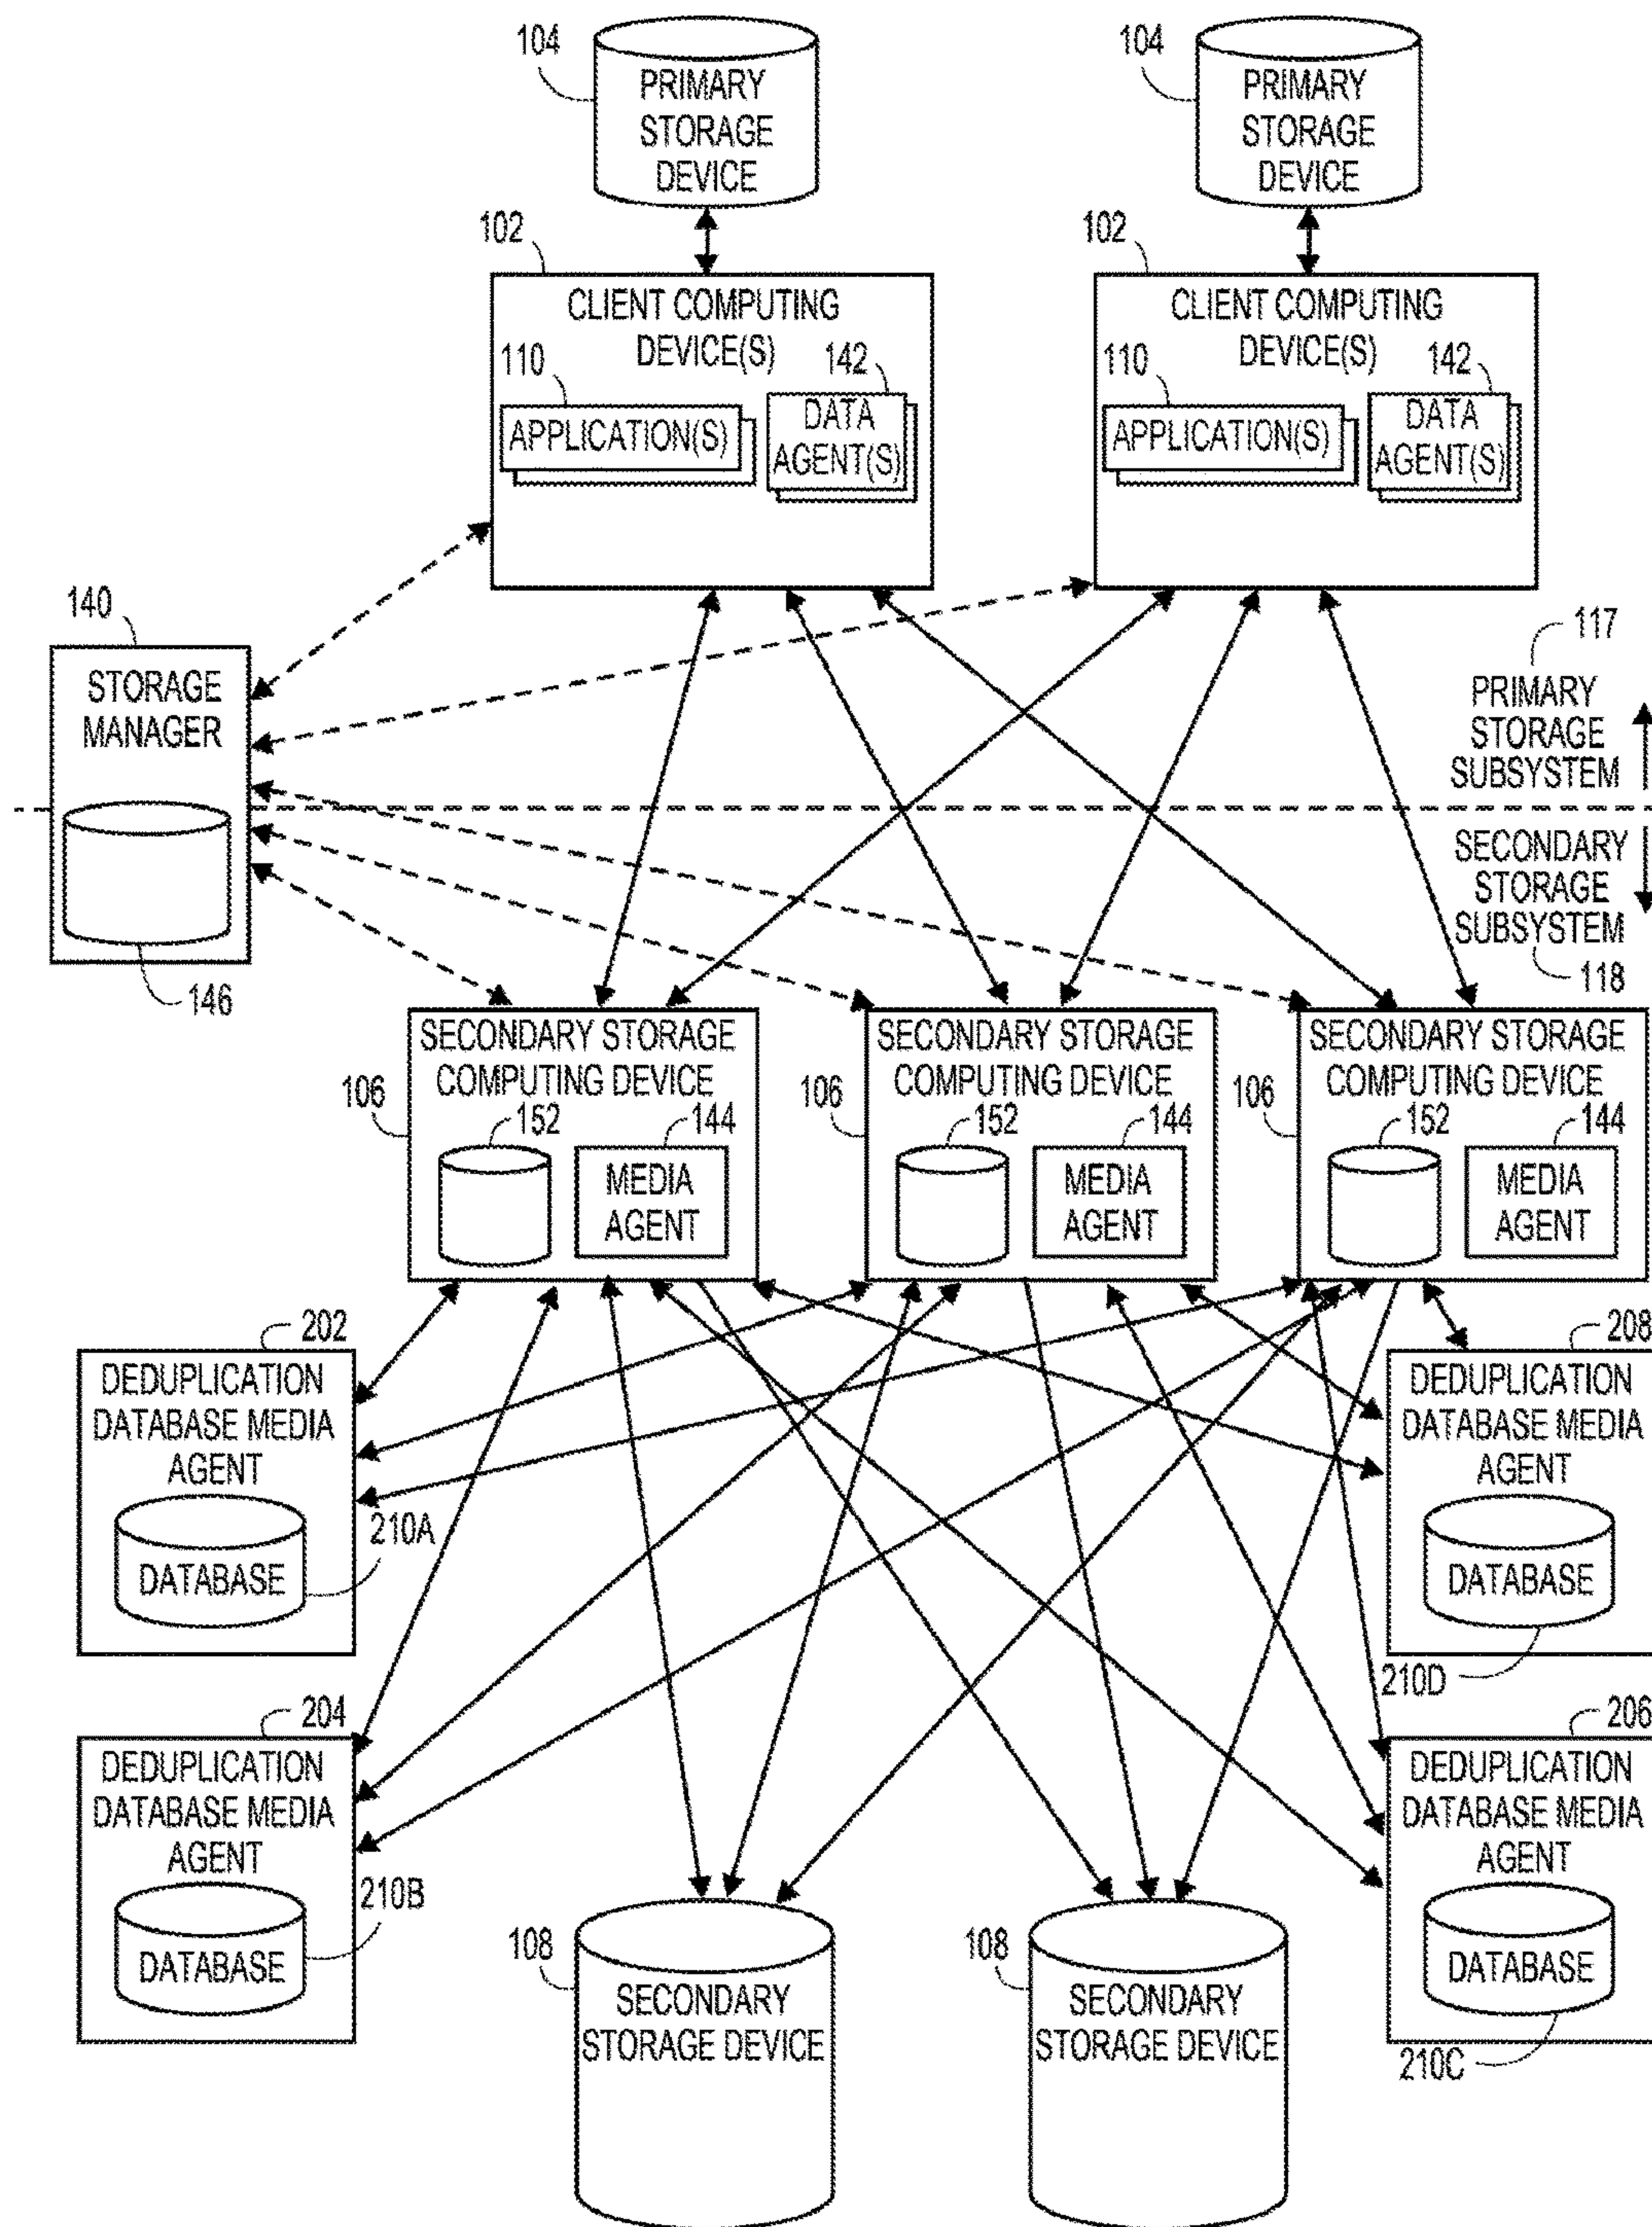 104
PRIMARY
STORAGE
DEVICE
104
PRIMARY
STORAGE
DEVICE
102
CLIENT COMPUTING
DEVICE(S)
110
142
APPLICATION(S)
DATA
AGENT(S)
102
CLIENT COMPUTING
DEVICE(S)
110
142
APPLICATION(S)
DATA
AGENT(S)
140
STORAGE
MANAGER
146
117
PRIMARY
STORAGE
SUBSYSTEM
SECONDARY
STORAGE
SUBSYSTEM
118
SECONDARY STORAGE
COMPUTING DEVICE
106
152
144
MEDIA
AGENT
SECONDARY STORAGE
COMPUTING DEVICE
106
152
144
MEDIA
AGENT
SECONDARY STORAGE
COMPUTING DEVICE
106
152
144
MEDIA
AGENT
202
DEDUPLICATION
DATABASE MEDIA
AGENT
210A
DATABASE
208
DEDUPLICATION
DATABASE MEDIA
AGENT
DATABASE
210D
204
DEDUPLICATION
DATABASE MEDIA
AGENT
210B
DATABASE
206
DEDUPLICATION
DATABASE MEDIA
AGENT
DATABASE
210C
108
SECONDARY
STORAGE DEVICE
108
SECONDARY
STORAGE DEVICE